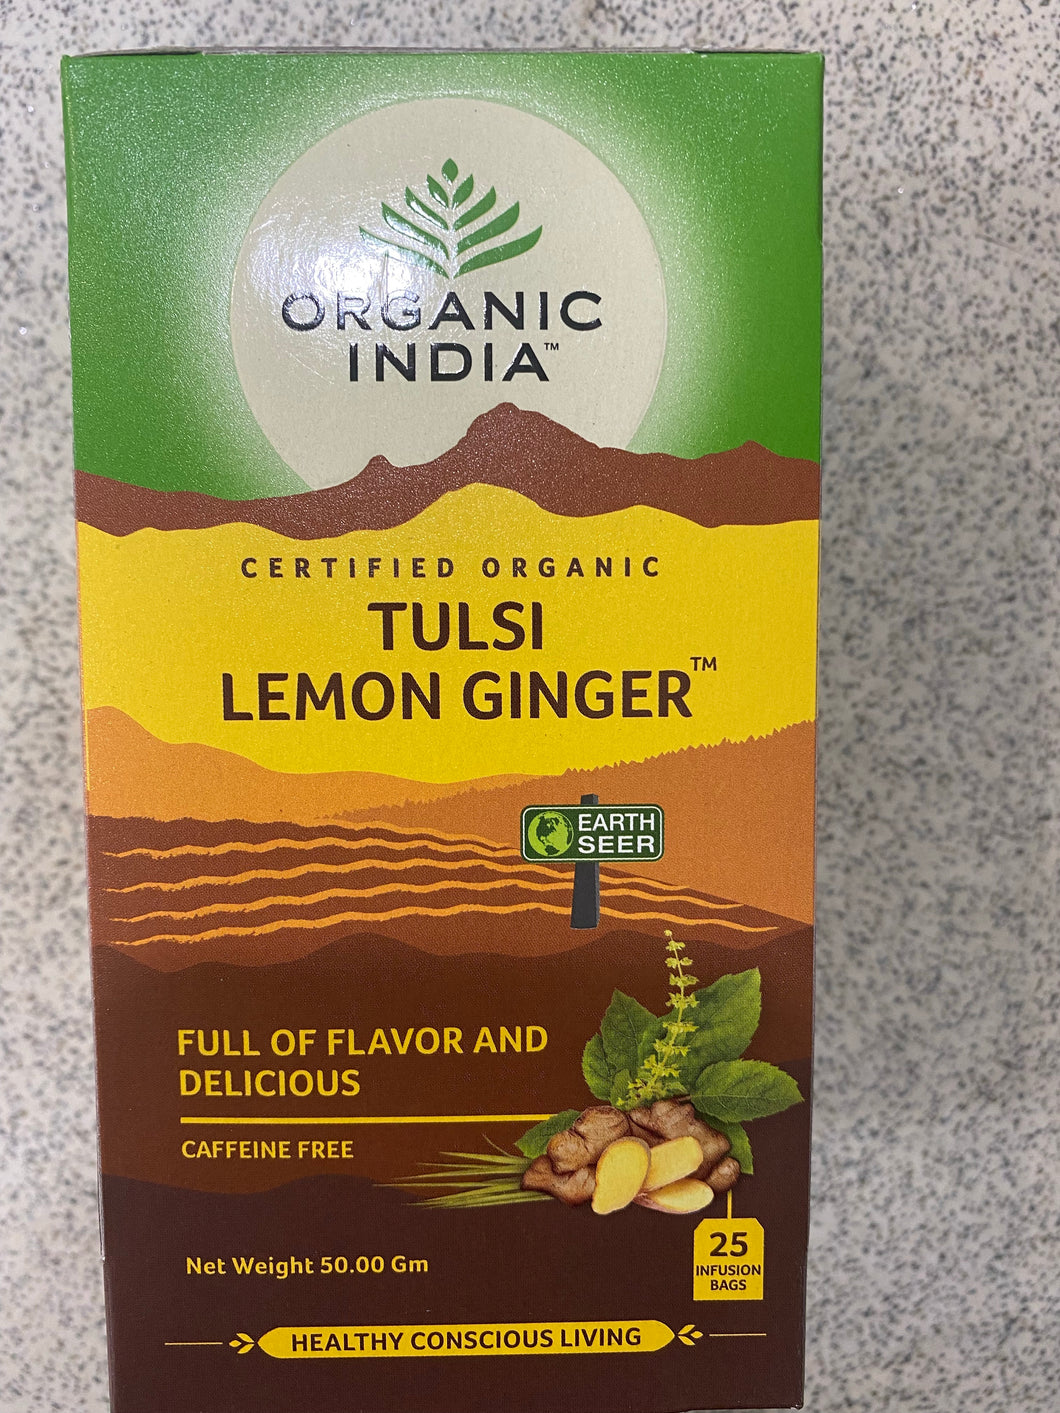 ORGANIC
INDIA™
CERTIFIED ORGANIC
TULSI
LEMON GINGER™
EARTH
SEER
FULL OF FLAVOR AND
DELICIOUS
CAFFEINE FREE
Net Weight 50.00 Gm
25
INFUSION
BAGS
HEALTHY CONSCIOUS LIVING